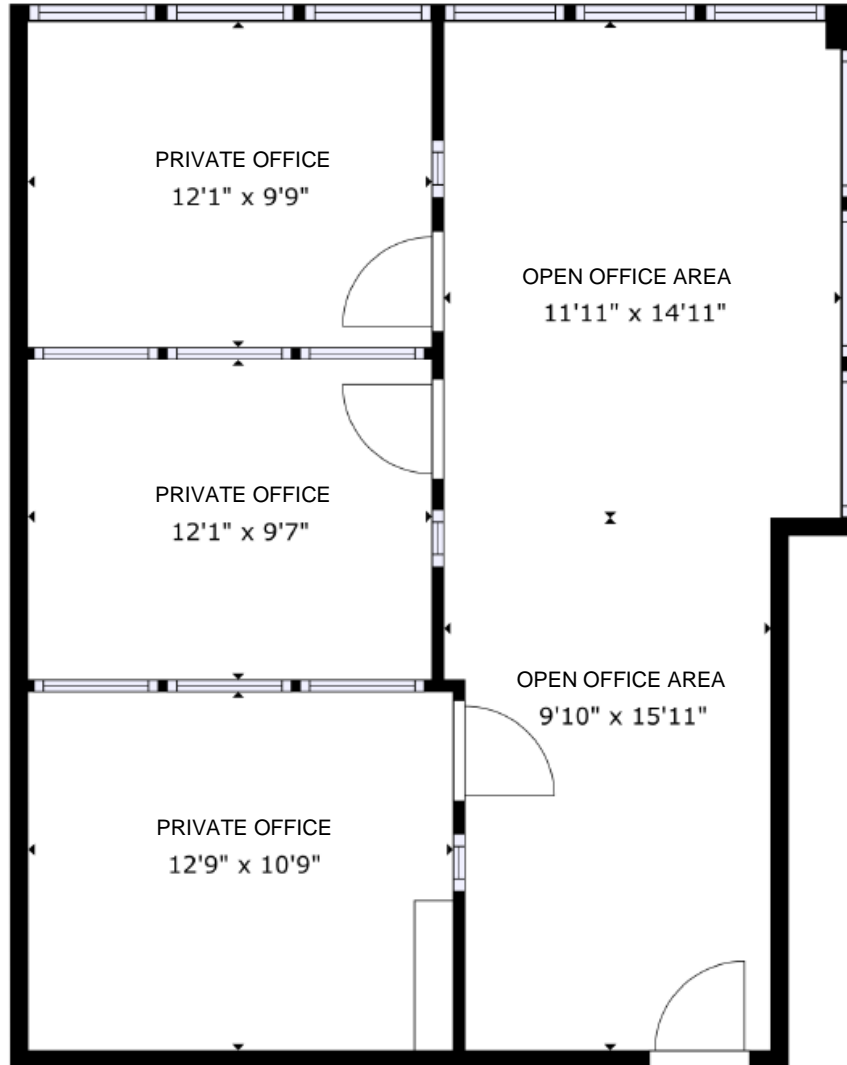 PRIVATE OFFICE
12'1" x 9'9"
OPEN OFFICE AREA
11'11" x 14'11"
PRIVATE OFFICE
12'1" x 9'7"
OPEN OFFICE AREA
9'10" x 15'11"
PRIVATE OFFICE
12'9" x 10'9"